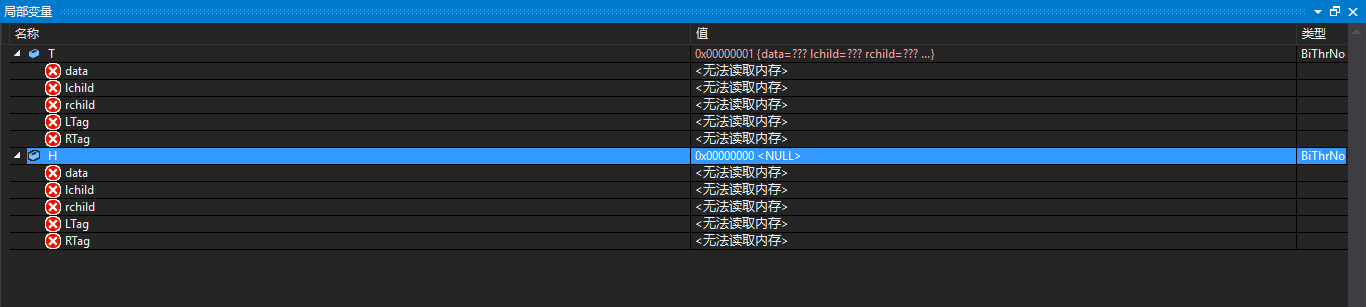 局部变量
名称 值 类型
T 0x00000001 {data=??? lchild=??? rchild=??? ...} BiThrNo
data <无法读取内存>
lchild <无法读取内存>
rchild <无法读取内存>
LTag <无法读取内存>
RTag <无法读取内存>
H 0x00000000 <NULL> BiThrNo
data <无法读取内存>
lchild <无法读取内存>
rchild <无法读取内存>
LTag <无法读取内存>
RTag <无法读取内存>